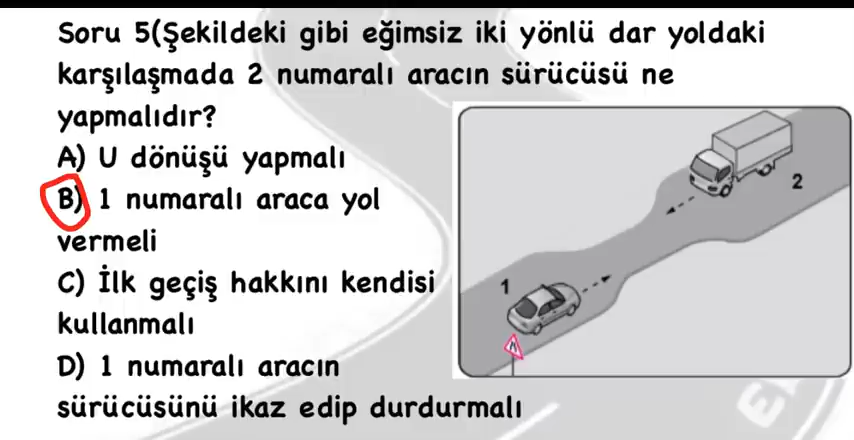 Soru 5(Şekildeki gibi eğimsiz iki yönlü dar yoldaki
karşılaşmada 2 numaralı aracın sürücüsü ne
yapmalıdır?
A) U dönüşü yapmalı
B) 1 numaralı araca yol
vermeli
C) İlk geçiş hakkını kendisi
kullanmalı
D) 1 numaralı aracın
sürücüsünü ikaz edip durdurmalı
2
1